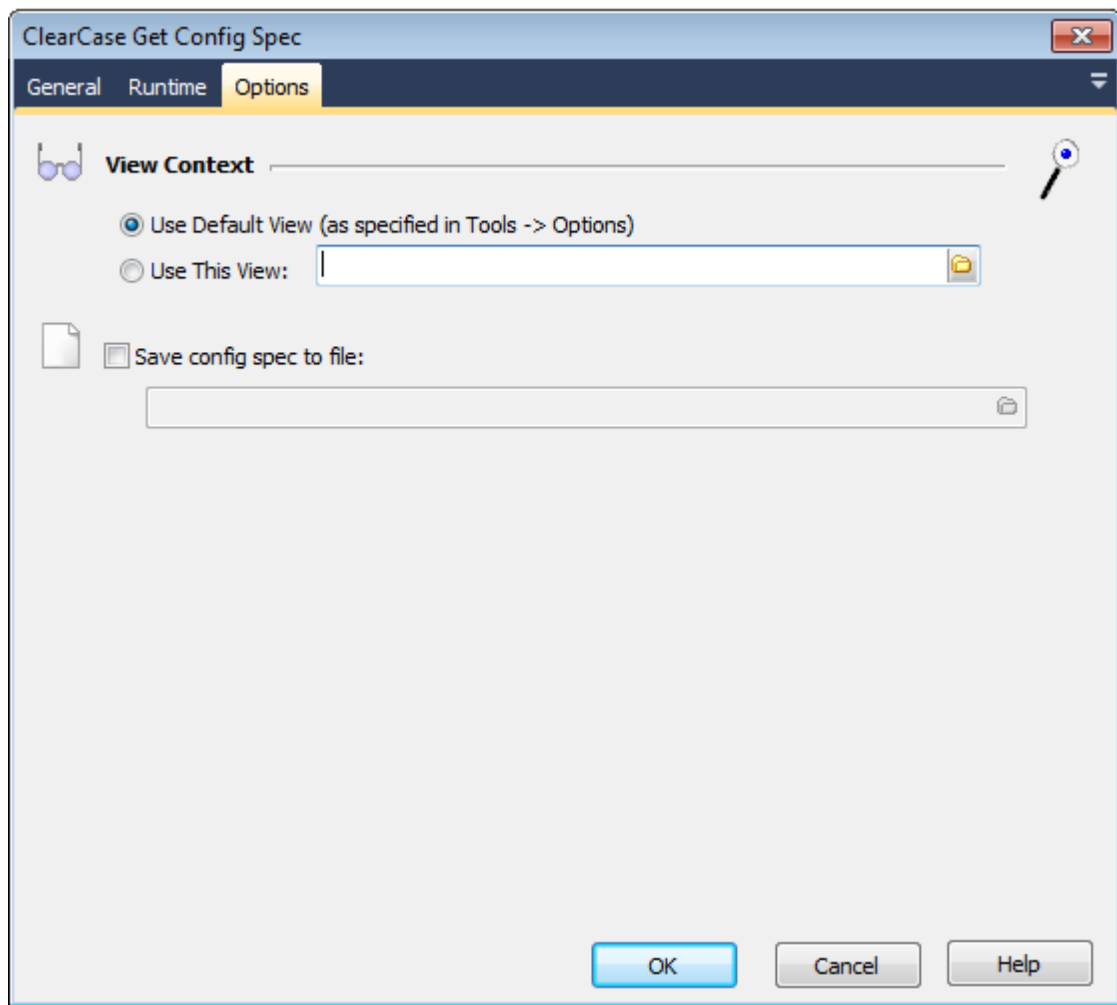 ClearCase Get Config Spec
General Runtime Options
View Context
Use Default View (as specified in Tools -> Options)
Use This View:
Save config spec to file:
OK Cancel Help